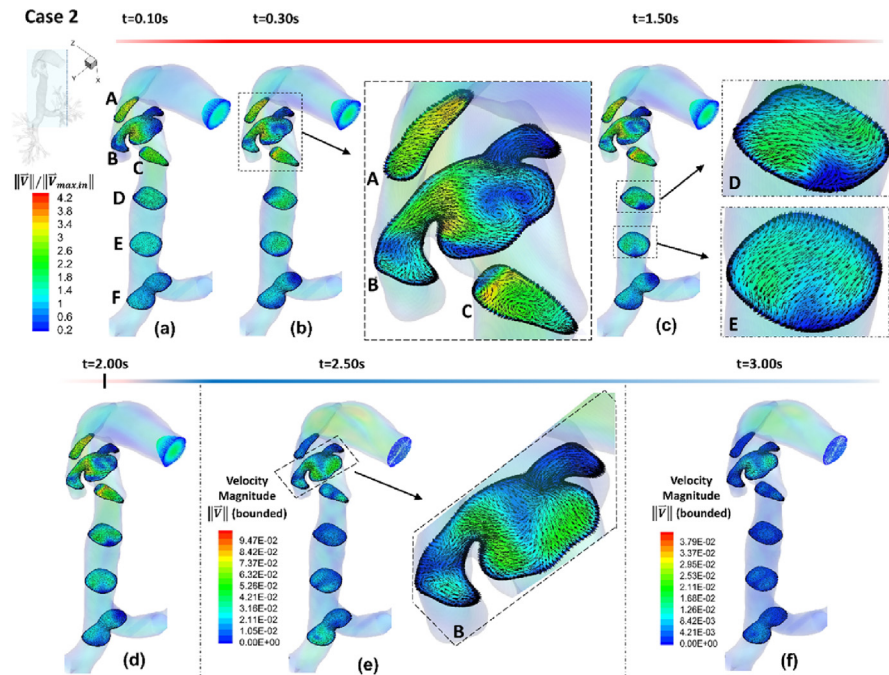 Case 2
t=0.10s
t=0.30s
t=1.50s
Z
Y
X
A
B
C
D
E
F
‖V⃗‖/‖V⃗max,in‖
4.2
3.8
3.4
3
2.6
2.2
1.8
1.4
1
0.6
0.2
(a)
(b)
A
B
C
(c)
D
E
t=2.00s
t=2.50s
t=3.00s
(d)
Velocity
Magnitude
‖V⃗‖ (bounded)
9.47E-02
8.42E-02
7.37E-02
6.32E-02
5.26E-02
4.21E-02
3.16E-02
2.11E-02
1.05E-02
0.00E+00
(e)
B
Velocity
Magnitude
‖V⃗‖ (bounded)
3.79E-02
3.37E-02
2.95E-02
2.53E-02
2.11E-02
1.68E-02
1.26E-02
8.42E-03
4.21E-03
0.00E+00
(f)